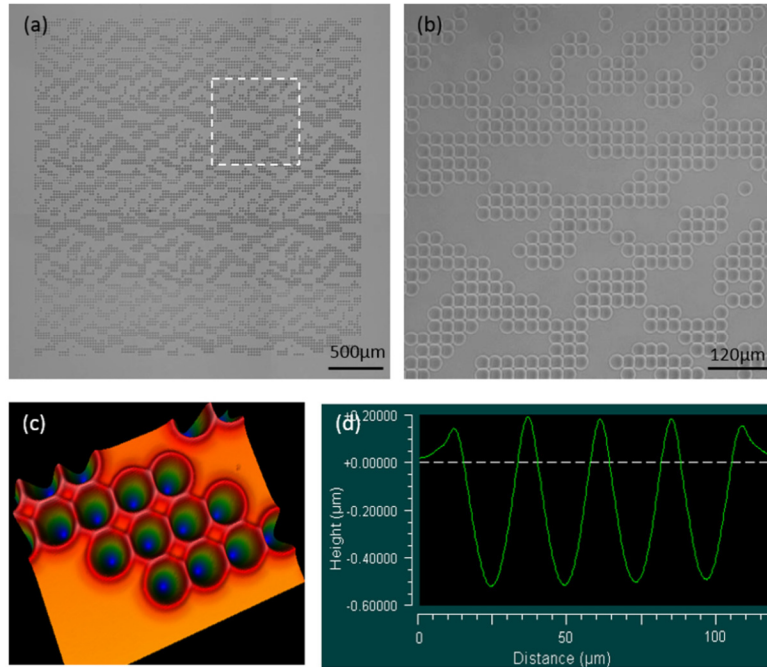 (a)
500μm
(b)
120μm
(c)
(d)
+0.20000
+0.00000
-0.20000
-0.40000
-0.60000
Height (μm)
0
50
100
Distance (μm)